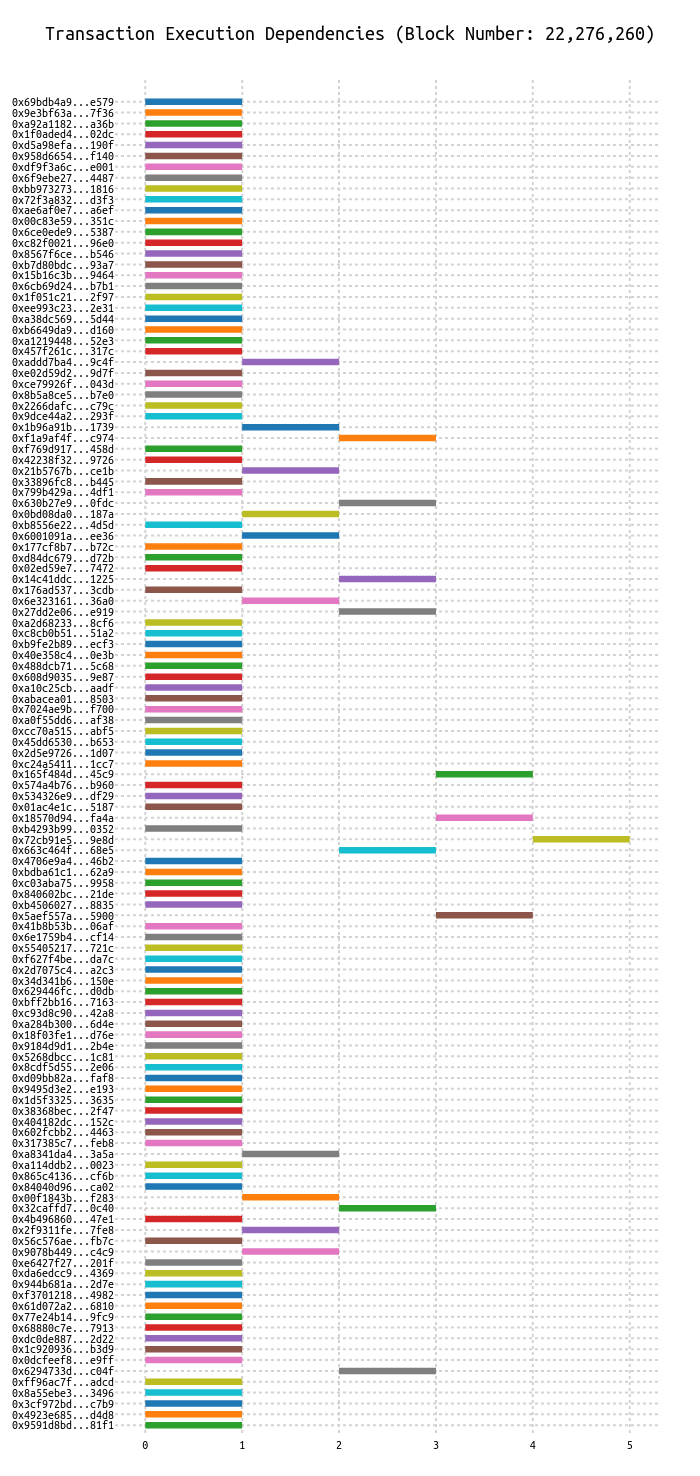 Transaction Execution Dependencies (Block Number: 22,276,260)
0x69bdb4a9...e579
0x9e3bf63a...7f36
0xa92a1182...a36b
0x1f0aded4...02dc
0xd5a98efa...190f
0x958d6654...f140
0xdf9f3a6c...e001
0x6f9ebe27...4487
0xbb973273...1816
0x72f3a832...d3f3
0xae6af0e7...a6ef
0x00c83e59...351c
0x6ce0ede9...5387
0xc82f0021...96e0
0x8567f6ce...b546
0xb7d80bdc...93a7
0x15b16c3b...9464
0x6cb69d24...b7b1
0x1f051c21...2f97
0xee993c23...2e31
0xa38dc569...5d44
0xb6649da9...d160
0xa1219448...52e3
0x457f261c...317c
0xaddd7ba4...9c4f
0xe02d59d2...9d7f
0xce79926f...043d
0x8b5a8ce5...b7e0
0x2266dafc...c79c
0x9dce44a2...293f
0x1b96a91b...1739
0xf1a9af4f...c974
0xf769d917...458d
0x42238f32...9726
0x21b5767b...ce1b
0x33896fc8...b445
0x799b429a...4df1
0x630b27e9...0fdc
0x0bd08da0...187a
0xb8556e22...4d5d
0x6001091a...ee36
0x177cf8b7...b72c
0xd84dc679...d72b
0x02ed59e7...7472
0x14c41ddc...1225
0x176ad537...3cdb
0x6e323161...36a0
0x27dd2e06...e919
0xa2d68233...8cf6
0xc8cb0b51...51a2
0xb9fe2b89...ecf3
0x40e358c4...0e3b
0x488dcb71...5c68
0x608d9035...9e87
0xa10c25cb...aadf
0xabacea01...8503
0x7024ae9b...f700
0xa0f55dd6...af38
0xcc70a515...abf5
0x45dd6530...b653
0x2d5e9726...1d07
0xc24a5411...1cc7
0x165f484d...45c9
0x574a4b76...b960
0x534326e9...df29
0x01ac4e1c...5187
0x18570d94...fa4a
0xb4293b99...0352
0x72cb91e5...9e8d
0x663c464f...68e5
0x4706e9a4...46b2
0xbdba61c1...62a9
0xc03aba75...9958
0x840602bc...21de
0xb4506027...8835
0x5aef557a...5900
0x41b8b53b...06af
0x6e1759b4...cf14
0x55405217...721c
0xf627f4be...da7c
0x2d7075c4...a2c3
0x34d341b6...150e
0x629446fc...d0db
0xbff2bb16...7163
0xc93d8c90...42a8
0xa284b300...6d4e
0x18f03fe1...d76e
0x9184d9d1...2b4e
0x5268dbcc...1c81
0x8cdf5d55...2e06
0xd09bb82a...faf8
0x9495d3e2...e193
0x1d5f3325...3635
0x38368bec...2f47
0x404182dc...152c
0x602fcbb2...4463
0x317385c7...feb8
0xa8341da4...3a5a
0xa114ddb2...0023
0x865c4136...cf6b
0x84040d96...ca02
0x00f1843b...f283
0x32caffd7...0c40
0x4b496860...47e1
0x2f9311fe...7fe8
0x56c576ae...fb7c
0x9078b449...c4c9
0xe6427f27...201f
0xda6edcc9...4369
0x944b681a...2d7e
0xf3701218...4982
0x61d072a2...6810
0x77e24b14...9fc9
0x68880c7e...7913
0xdc0de887...2d22
0x1c920936...b3d9
0x0dcfeef8...e9ff
0x6294733d...c04f
0xff96ac7f...adcd
0x8a55ebe3...3496
0x3cf972bd...c7b9
0x4923e685...d4d8
0x9591d8bd...81f1
0 1 2 3 4 5